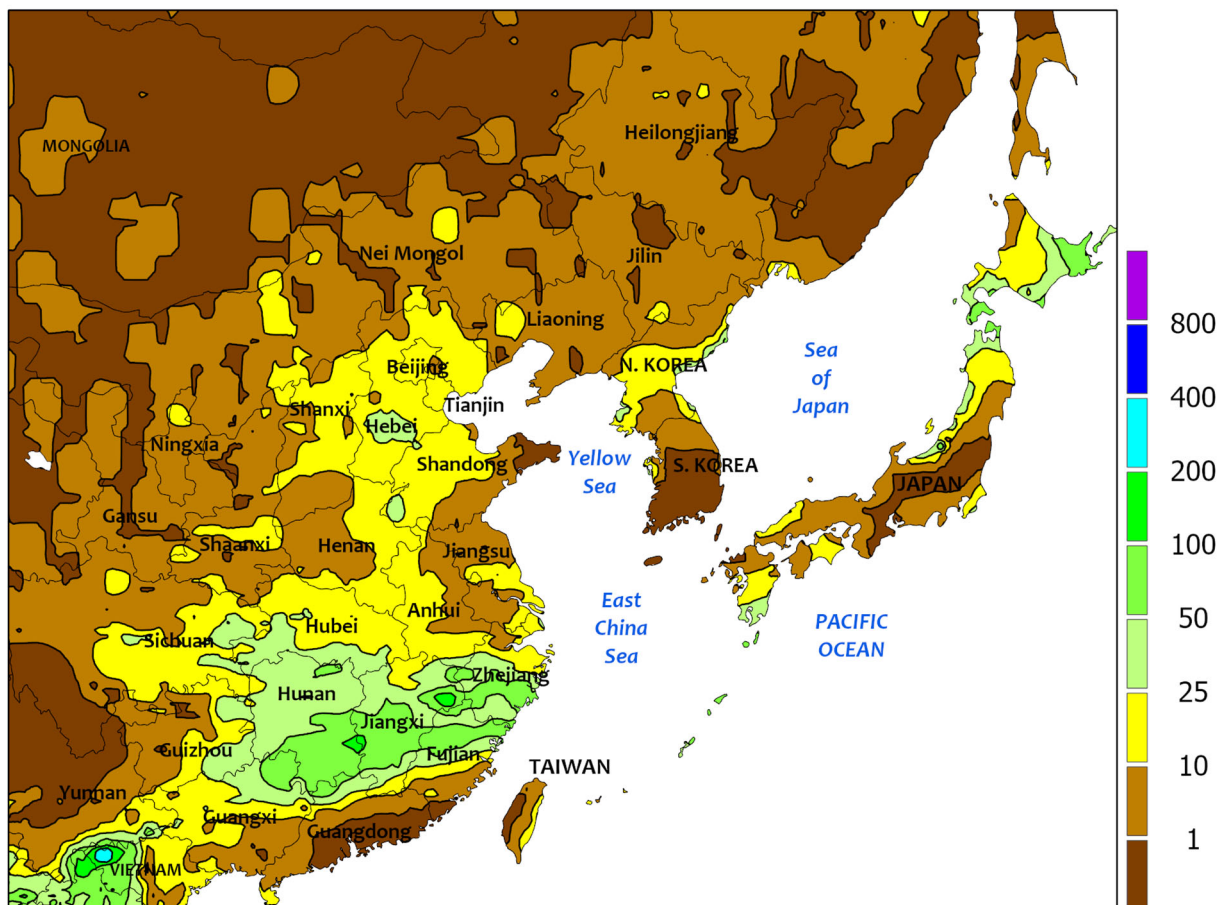 Heilongjiang
MONGOLIA
Nei Mongol
Jilin
Liaoning
800
Beijing
N. KOREA
Sea
of
Japan
400
Shanxi
Tianjin
Hebei
Ningxia
Shandong
Yellow
Sea
S. KOREA
JAPAN
200
Gansu
Shaanxi
Henan
Jiangsu
100
Anhui
Hubei
Sichuan
East
China
Sea
PACIFIC
OCEAN
50
Hunan
Zhejiang
25
Jiangxi
Guizhou
Fujian
TAIWAN
10
Yunnan
Guangxi
Guangdong
1
VIETNAM